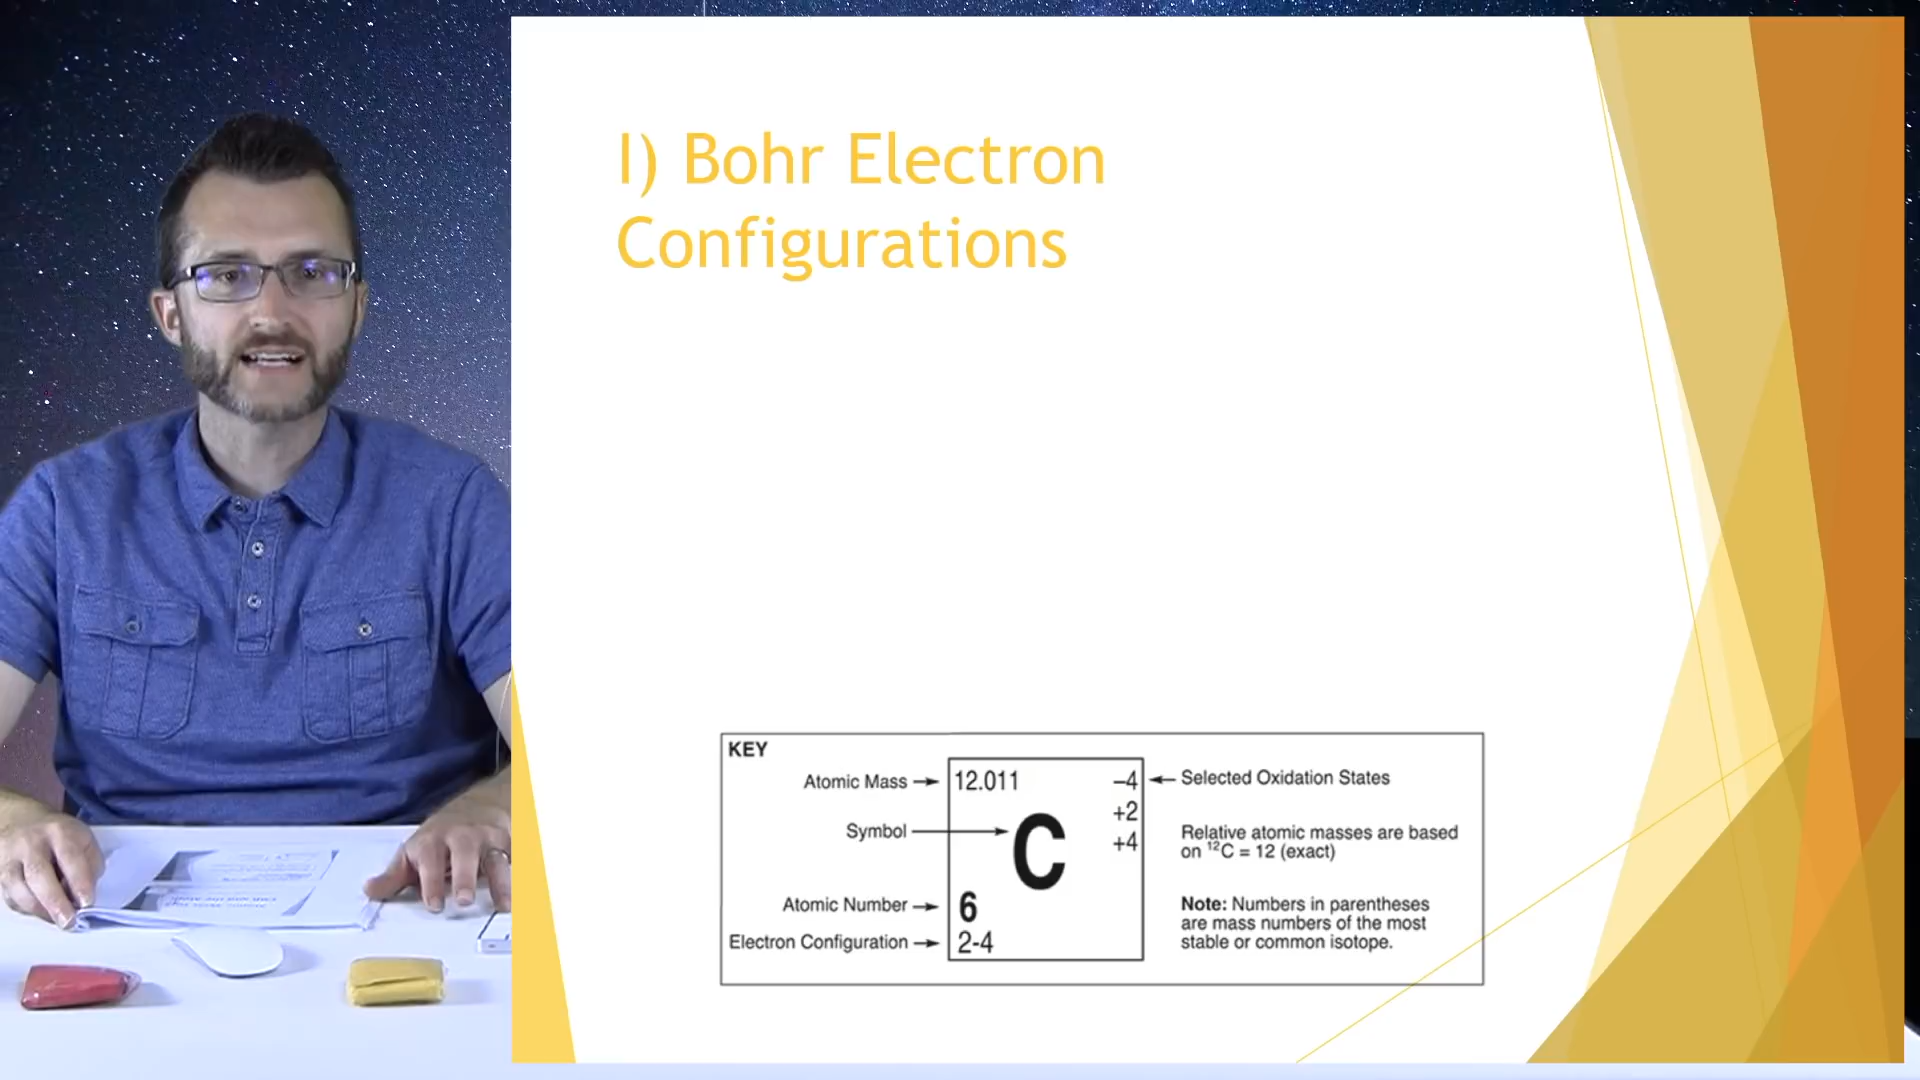 I) Bohr Electron
Configurations
KEY
Atomic Mass
12.011
–4
Selected Oxidation States
+2
Symbol
C
+4
Relative atomic masses are based
on ¹²C = 12 (exact)
Atomic Number
6
Note: Numbers in parentheses
are mass numbers of the most
stable or common isotope.
Electron Configuration
2-4